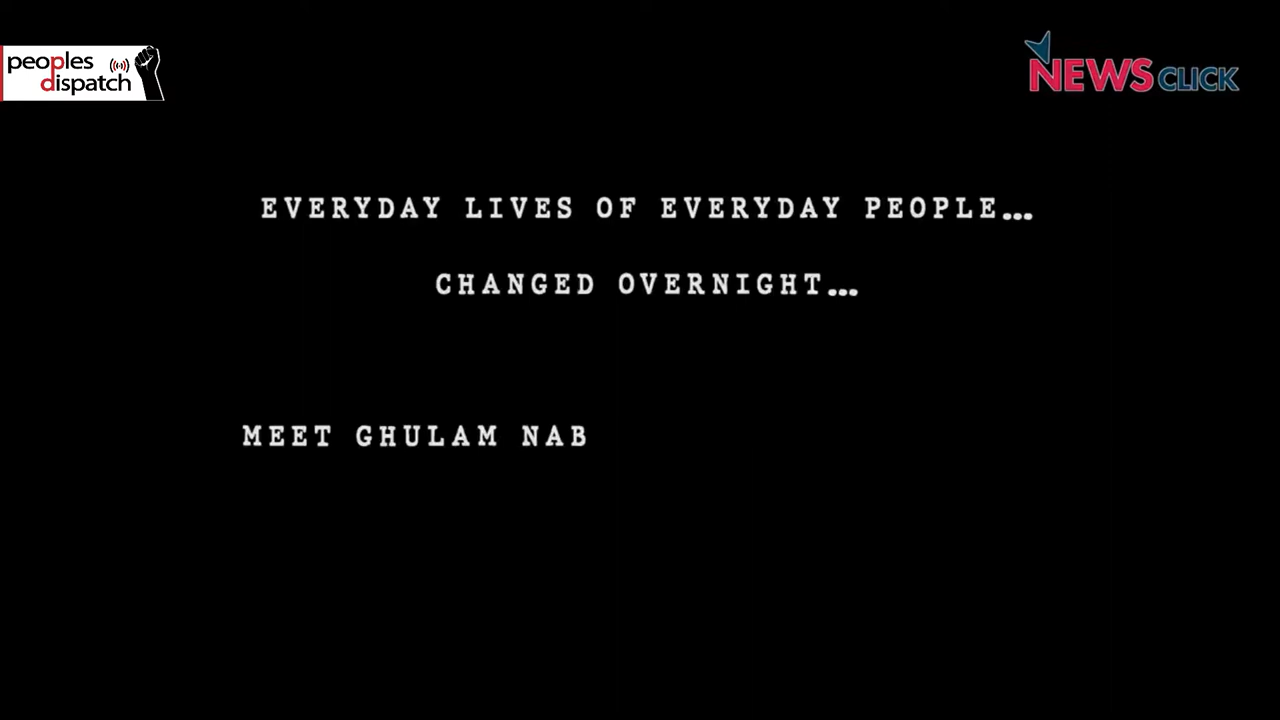 peoples
dispatch
NEWSCLICK
EVERYDAY LIVES OF EVERYDAY PEOPLE...
CHANGED OVERNIGHT...
MEET GHULAM NAB